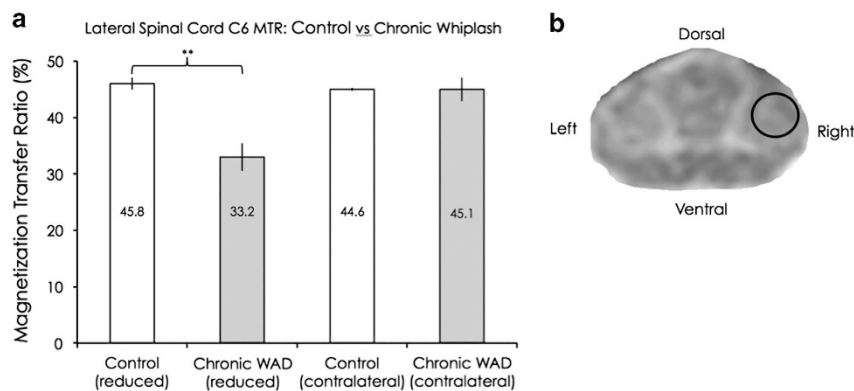 a
Lateral Spinal Cord C6 MTR: Control vs Chronic Whiplash
Magnetization Transfer Ratio (%)
60
50
40
30
20
10
0
**
45.8
33.2
44.6
45.1
Control
(reduced)
Chronic WAD
(reduced)
Control
(contralateral)
Chronic WAD
(contralateral)
b
Dorsal
Left
Right
Ventral